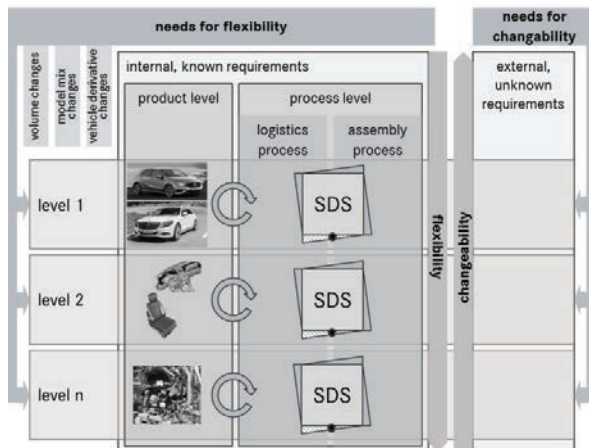 needs for flexibility
needs for
changability
volume changes
model mix
changes
vehicle derivative
changes
internal, known requirements
product level
process level
logistics
process
assembly
process
external,
unknown
requirements
level 1
SDS
level 2
SDS
level n
SDS
flexibility
changeability